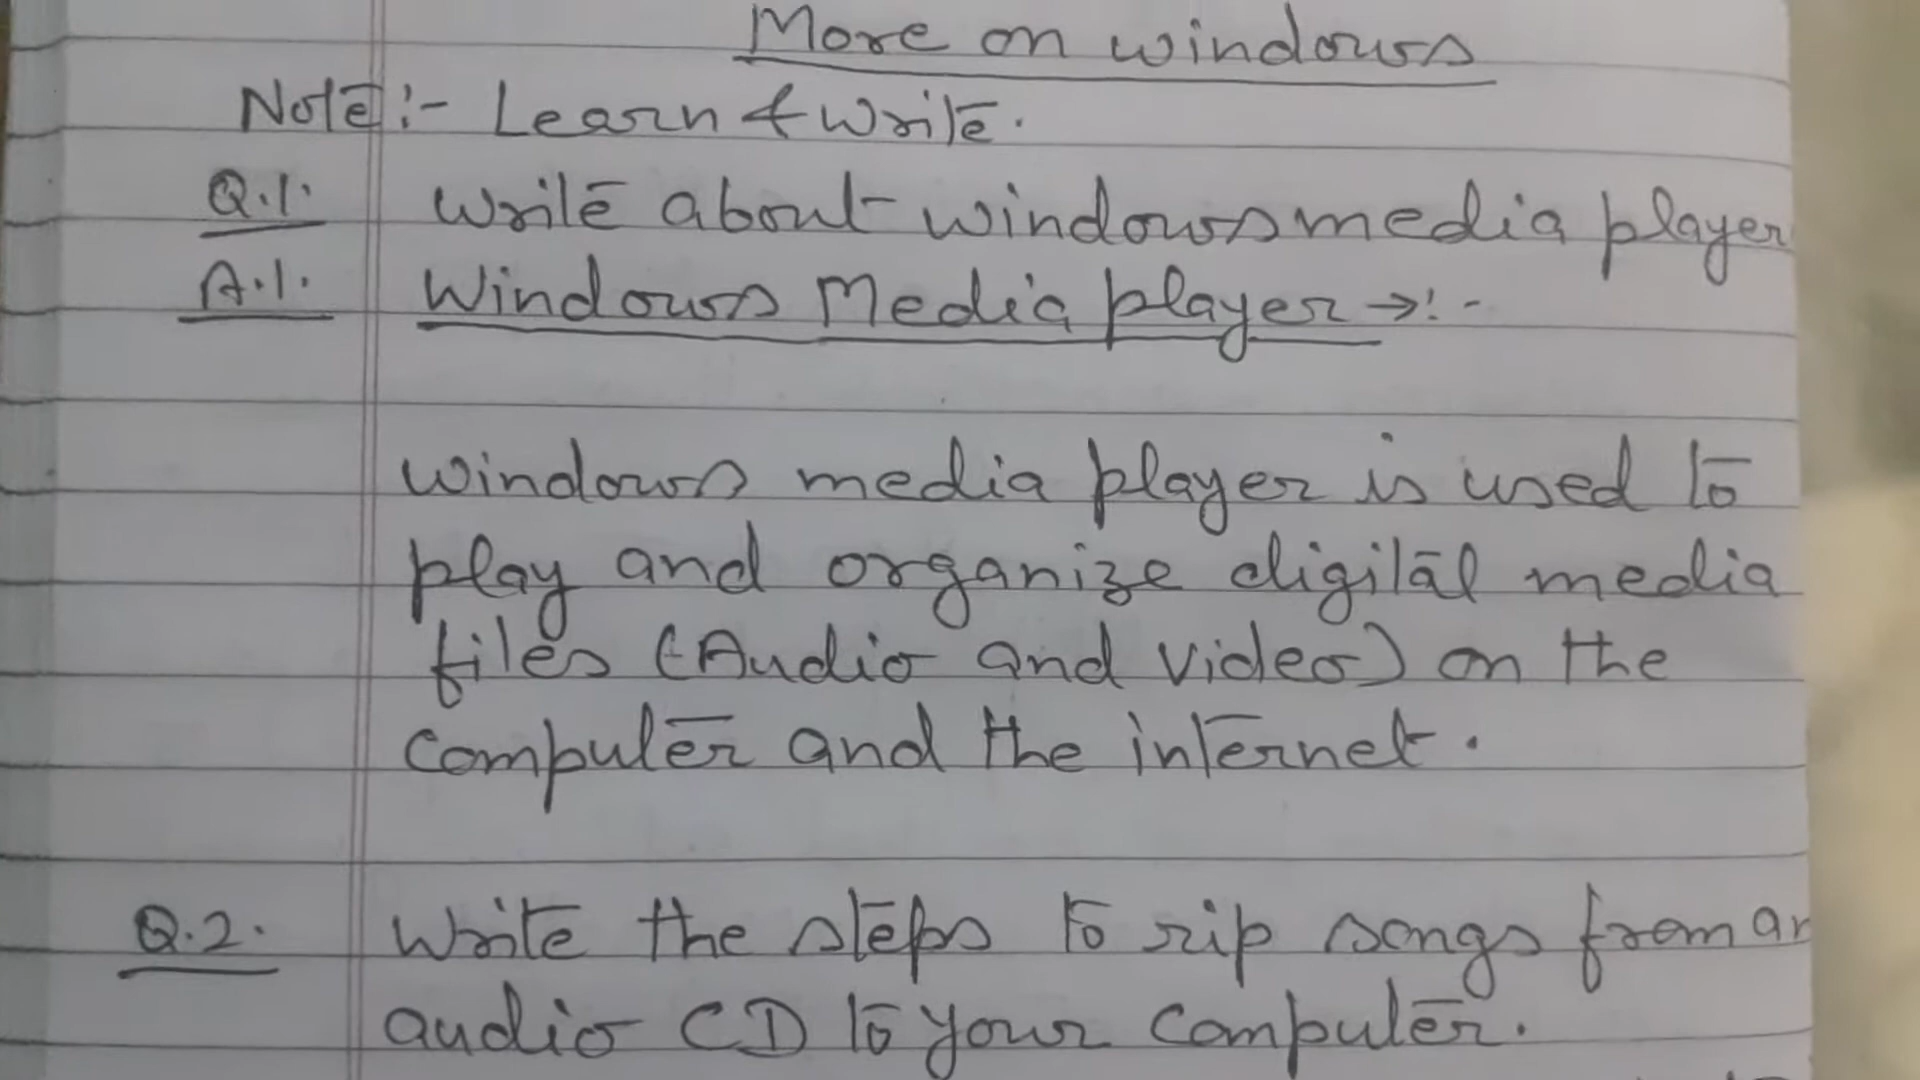 More on windows
Note:- Learn & write.
Q.1. Write about windows media player
A.1. Windows Media player →:-
windows media player is used to
play and organize digital media
files (Audio and video) on the
computer and the internet.
Q.2. Write the steps to rip songs from an
audio CD to your computer.